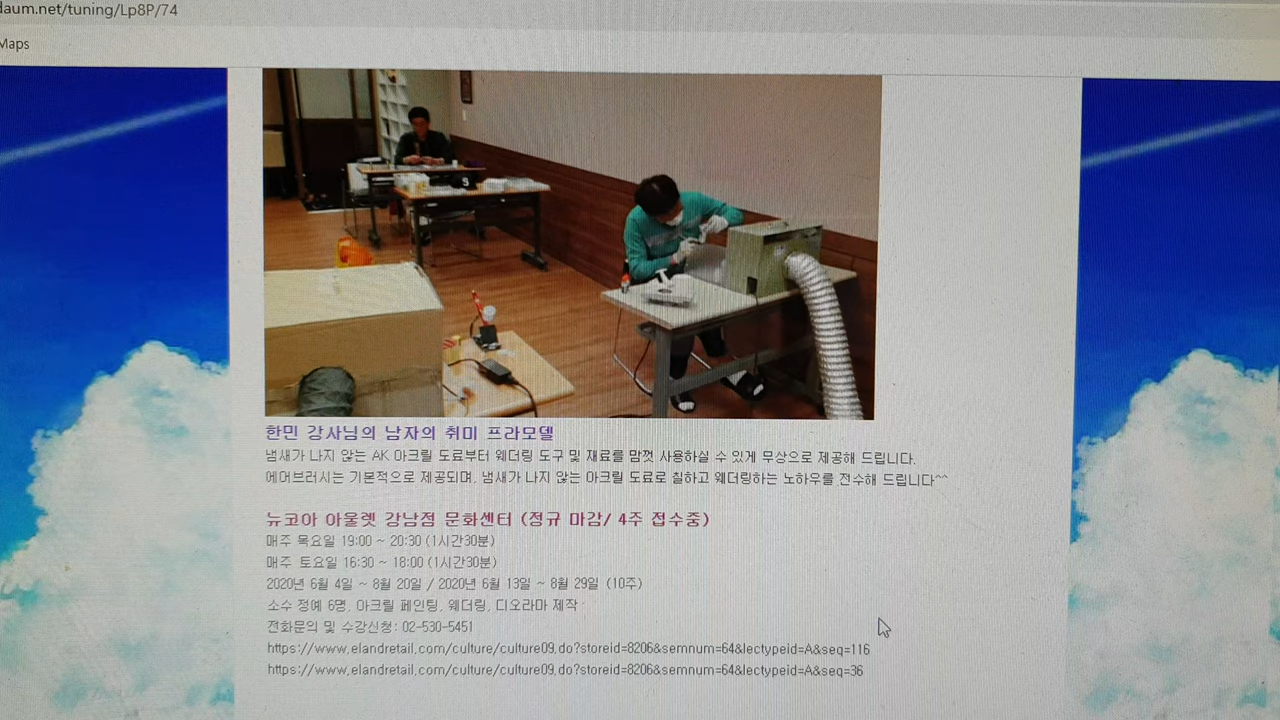 daum.net/tuning/Lp8P/74
Maps
한민 강사님의 남자의 취미 프라모델
냄새가 나지 않는 AK 아크릴 도료부터 웨더링 도구 및 재료를 맘껏 사용하실 수 있게 무상으로 제공해 드립니다.
에어브러시는 기본적으로 제공되며, 냄새가 나지 않는 아크릴 도료로 칠하고 웨더링하는 노하우를 전수해 드립니다^^
뉴코아 아울렛 강남점 문화센터 (정규 마감/ 4주 접수중)
매주 목요일 19:00 ~ 20:30 (1시간30분)
매주 토요일 16:30 ~ 18:00 (1시간30분)
2020년 6월 4일 ~ 8월 20일 / 2020년 6월 13일 ~ 8월 29일 (10주)
소수 정예 6명, 아크릴 페인팅, 웨더링, 디오라마 제작
전화문의 및 수강신청: 02-530-5451
https://www.elandretail.com/culture/culture09.do?storeid=8206&semnum=64&lectypeid=A&seq=116
https://www.elandretail.com/culture/culture09.do?storeid=8206&semnum=64&lectypeid=A&seq=36